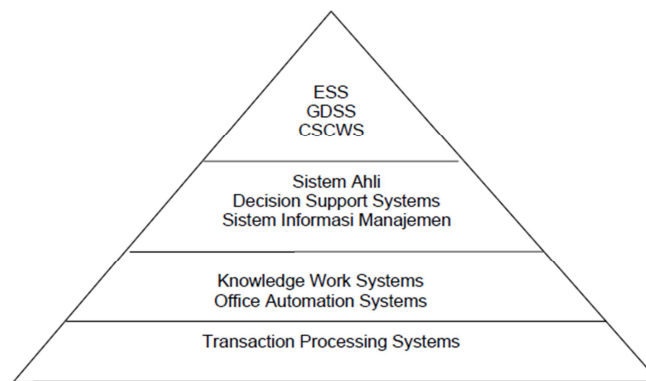 ESS
GDSS
CSCWS
Sistem Ahli
Decision Support Systems
Sistem Informasi Manajemen
Knowledge Work Systems
Office Automation Systems
Transaction Processing Systems